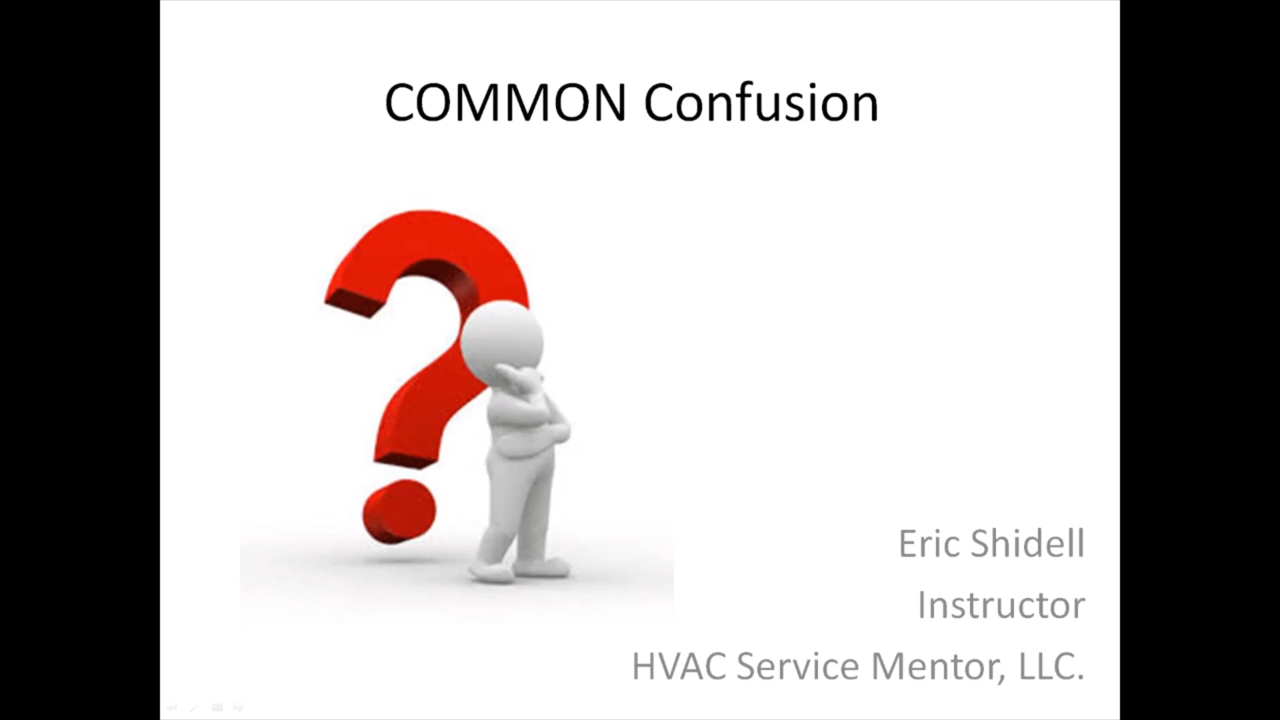 COMMON Confusion
Eric Shidell
Instructor
HVAC Service Mentor, LLC.